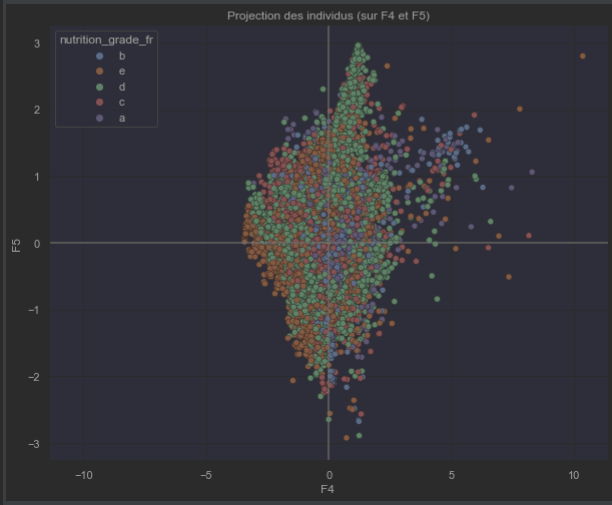 Projection des individus (sur F4 et F5)
nutrition_grade_fr
b
e
d
c
a
3
2
1
0
−1
−2
−3
F5
−10
−5
0
5
10
F4